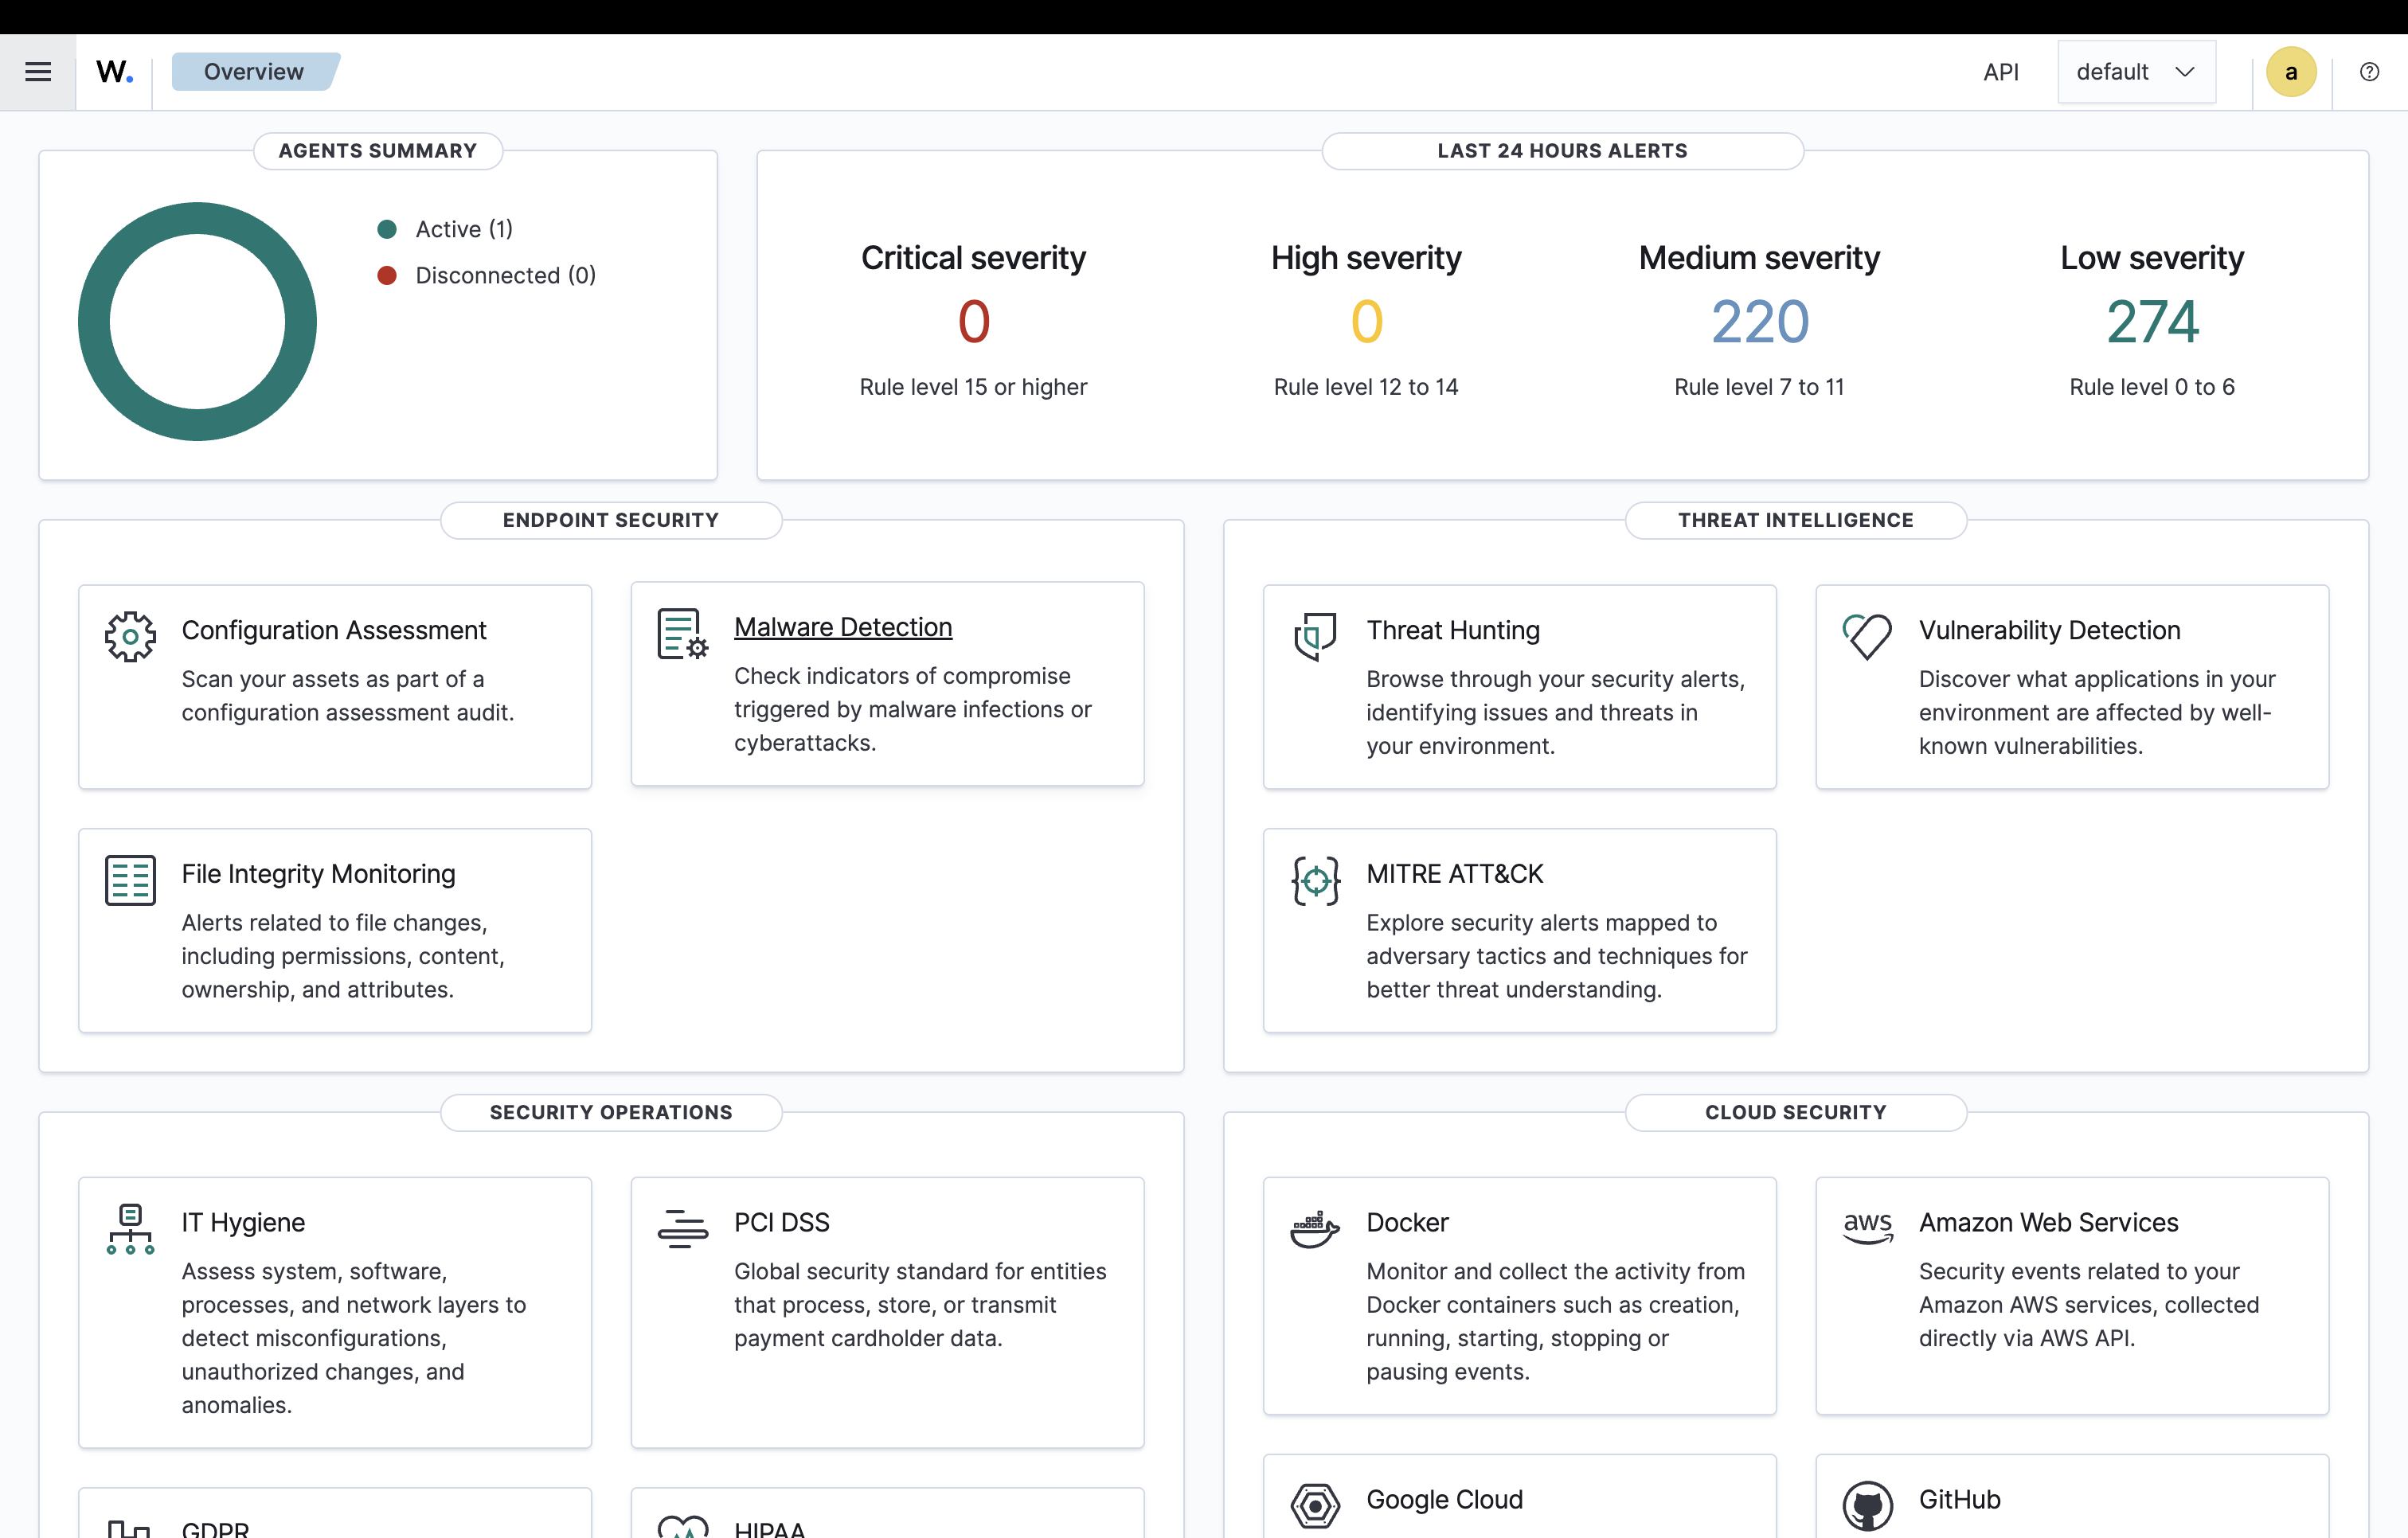 W.
Overview
API
default
a
AGENTS SUMMARY
Active (1)
Disconnected (0)
LAST 24 HOURS ALERTS
Critical severity
0
Rule level 15 or higher
High severity
0
Rule level 12 to 14
Medium severity
220
Rule level 7 to 11
Low severity
274
Rule level 0 to 6
ENDPOINT SECURITY
Configuration Assessment
Scan your assets as part of a
configuration assessment audit.
Malware Detection
Check indicators of compromise
triggered by malware infections or
cyberattacks.
File Integrity Monitoring
Alerts related to file changes,
including permissions, content,
ownership, and attributes.
THREAT INTELLIGENCE
Threat Hunting
Browse through your security alerts,
identifying issues and threats in
your environment.
Vulnerability Detection
Discover what applications in your
environment are affected by well-
known vulnerabilities.
MITRE ATT&CK
Explore security alerts mapped to
adversary tactics and techniques for
better threat understanding.
SECURITY OPERATIONS
IT Hygiene
Assess system, software,
processes, and network layers to
detect misconfigurations,
unauthorized changes, and
anomalies.
PCI DSS
Global security standard for entities
that process, store, or transmit
payment cardholder data.
GDPR
HIPAA
CLOUD SECURITY
Docker
Monitor and collect the activity from
Docker containers such as creation,
running, starting, stopping or
pausing events.
aws
Amazon Web Services
Security events related to your
Amazon AWS services, collected
directly via AWS API.
Google Cloud
GitHub